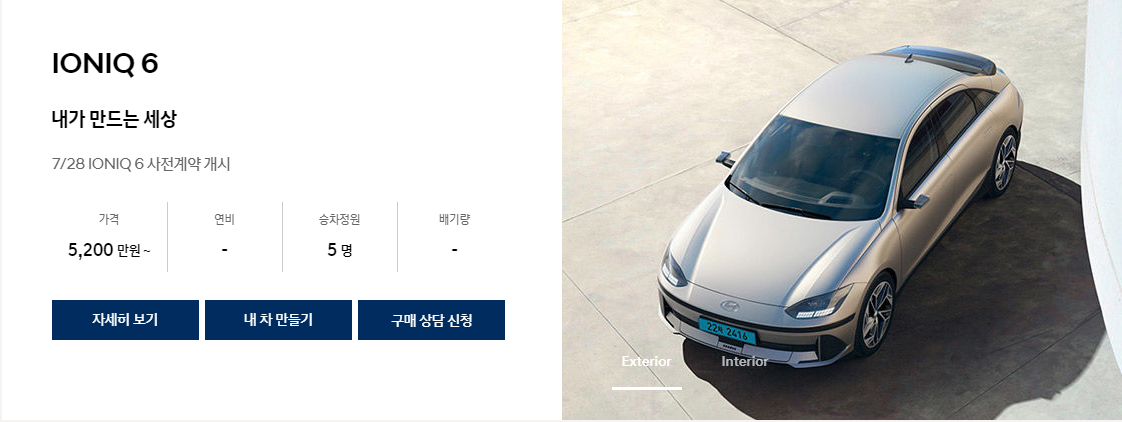 IONIQ 6
내가 만드는 세상
7/28 IONIQ 6 사전계약 개시
가격 연비 승차정원 배기량
5,200 만원 ~ - 5 명 -
자세히 보기 내 차 만들기 구매 상담 신청
Exterior Interior